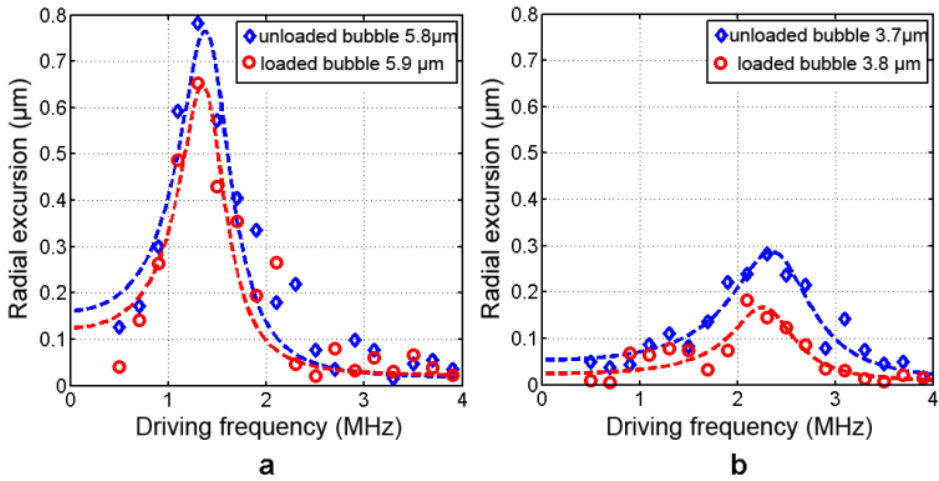 0.8
0.7
0.6
0.5
0.4
0.3
0.2
0.1
0
Radial excursion (µm)
unloaded bubble 5.8µm
loaded bubble 5.9 µm
0 1 2 3 4
Driving frequency (MHz)
a
0.8
0.7
0.6
0.5
0.4
0.3
0.2
0.1
0
Radial excursion (µm)
unloaded bubble 3.7µm
loaded bubble 3.8 µm
0 1 2 3 4
Driving frequency (MHz)
b